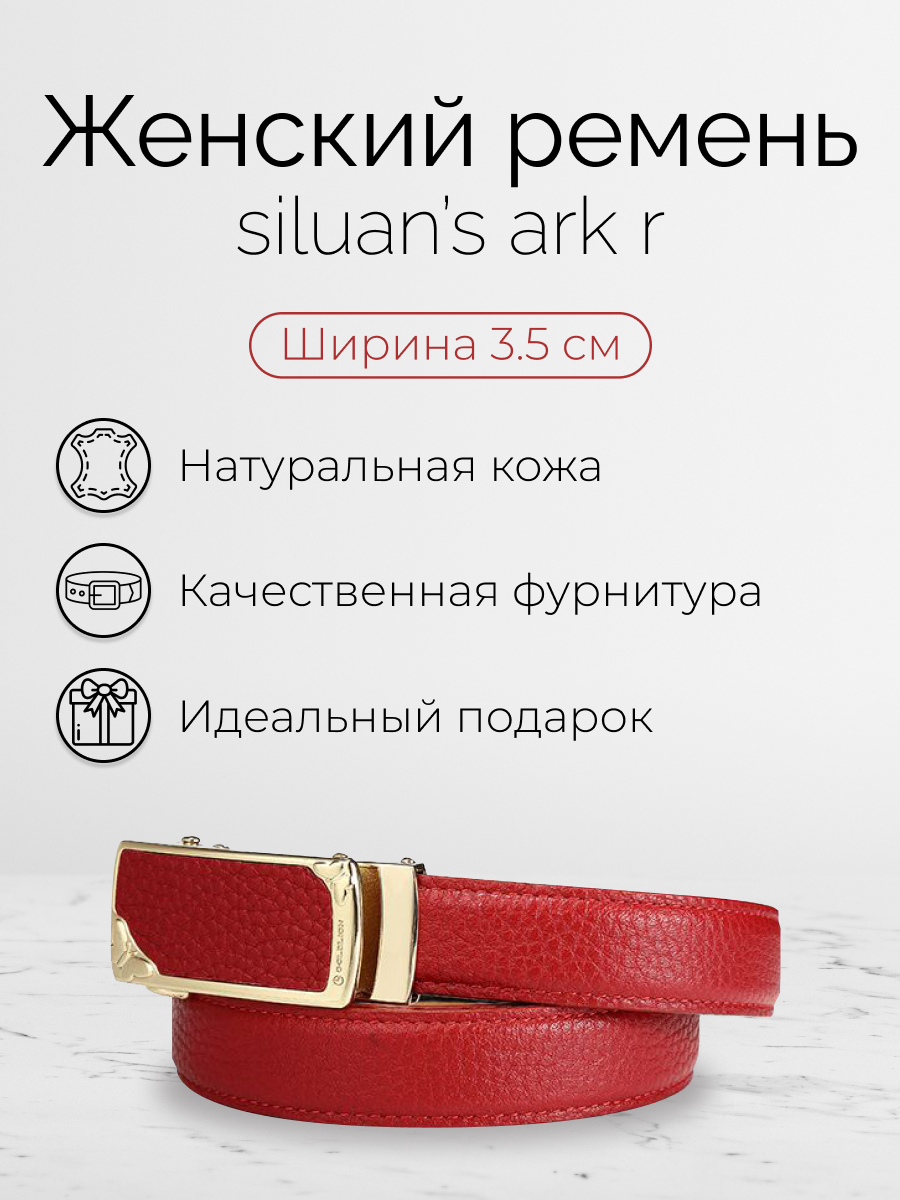 Женский ремень
siluan's ark r
Ширина 3.5 см
Натуральная кожа
Качественная фурнитура
Идеальный подарок